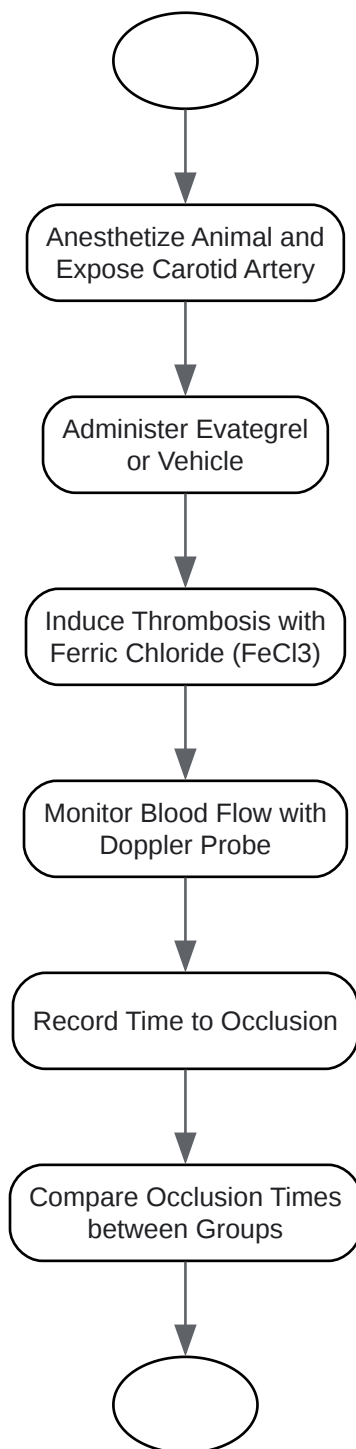 Anesthetize Animal and
Expose Carotid Artery
Administer Evategrel
or Vehicle
Induce Thrombosis with
Ferric Chloride (FeCl3)
Monitor Blood Flow with
Doppler Probe
Record Time to Occlusion
Compare Occlusion Times
between Groups